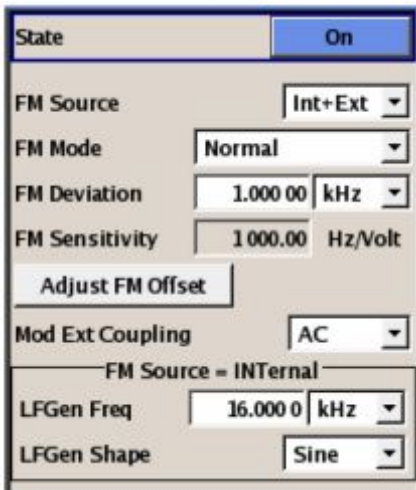 State On
FM Source Int+Ext
FM Mode Normal
FM Deviation 1.000 00 kHz
FM Sensitivity 1 000.00 Hz/Volt
Adjust FM Offset
Mod Ext Coupling AC
FM Source = INTernal
LFGen Freq 16.000 0 kHz
LFGen Shape Sine